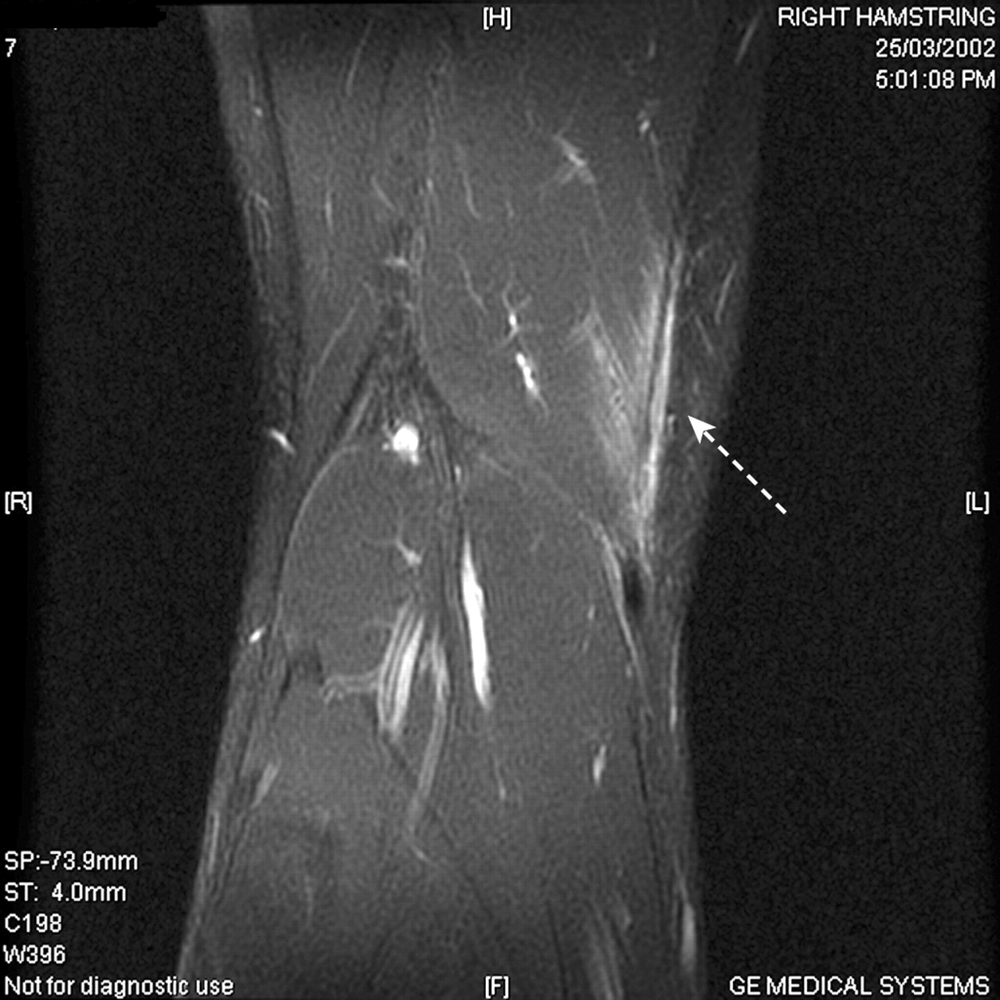 [H]
RIGHT HAMSTRING
7
25/03/2002
5:01:08 PM
[R]
[L]
SP:-73.9mm
ST: 4.0mm
C198
W396
Not for diagnostic use
[F]
GE MEDICAL SYSTEMS